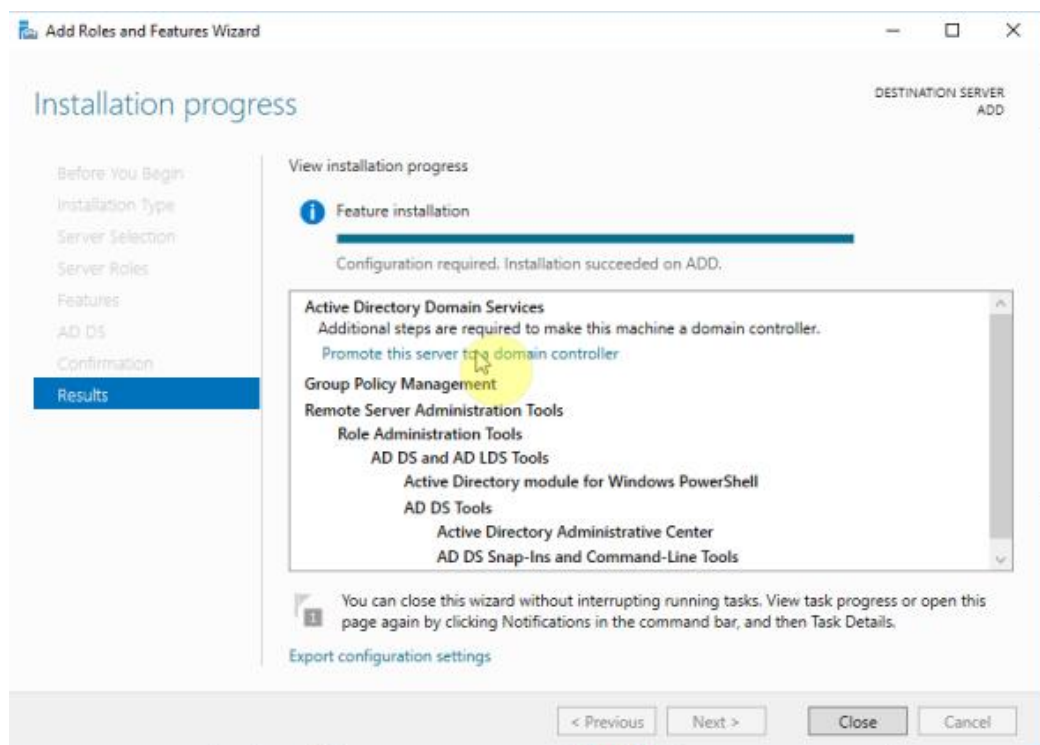 Add Roles and Features Wizard
Installation progress
DESTINATION SERVER
ADD
Before You Begin
Installation Type
Server Selection
Server Roles
Features
AD DS
Confirmation
Results
View installation progress
Feature installation
Configuration required. Installation succeeded on ADD.
Active Directory Domain Services
Additional steps are required to make this machine a domain controller.
Promote this server to a domain controller
Group Policy Management
Remote Server Administration Tools
Role Administration Tools
AD DS and AD LDS Tools
Active Directory module for Windows PowerShell
AD DS Tools
Active Directory Administrative Center
AD DS Snap-Ins and Command-Line Tools
1
You can close this wizard without interrupting running tasks. View task progress or open this
page again by clicking Notifications in the command bar, and then Task Details.
Export configuration settings
< Previous
Next >
Close
Cancel